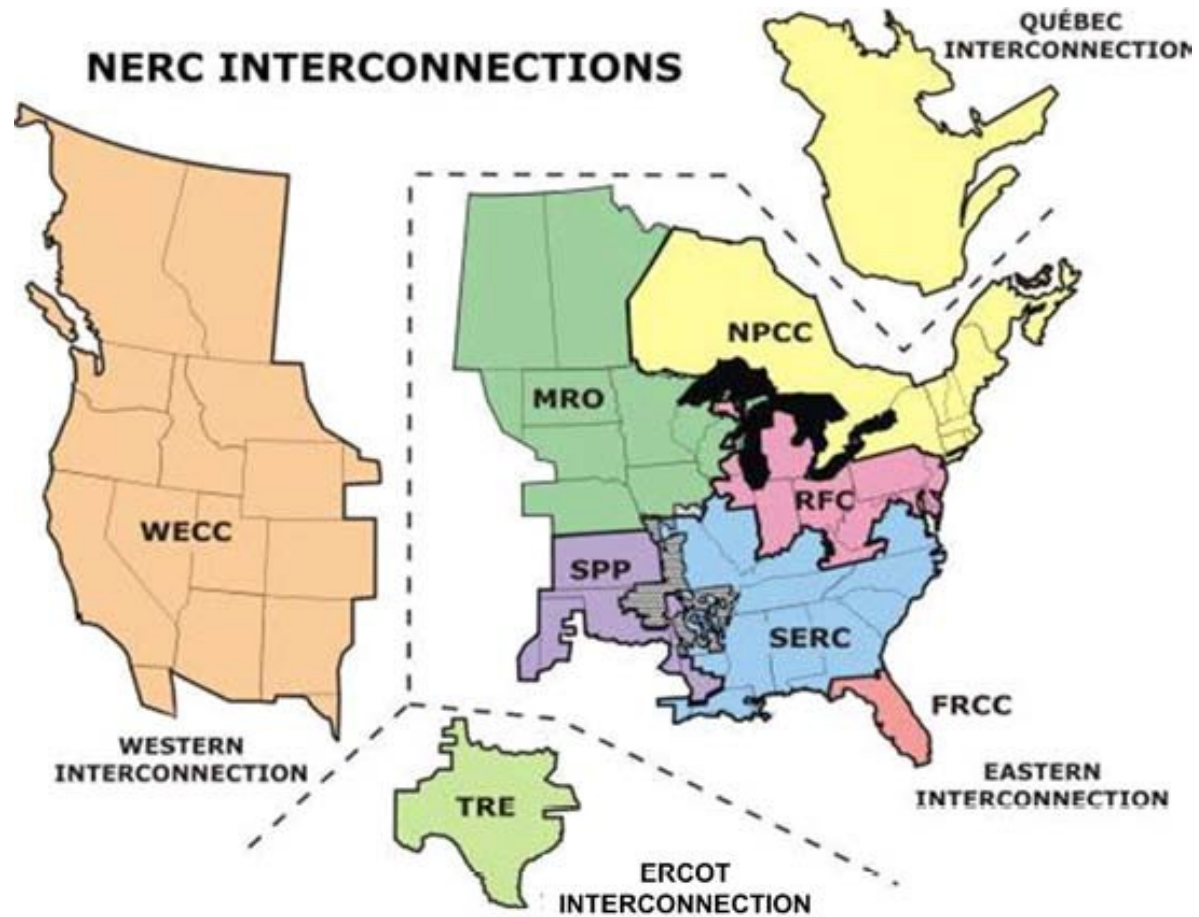 QUÉBEC
INTERCONNECTION
NERC INTERCONNECTIONS
NPCC
MRO
RFC
WECC
SPP
SERC
FRCC
WESTERN
INTERCONNECTION
EASTERN
INTERCONNECTION
TRE
ERCOT
INTERCONNECTION